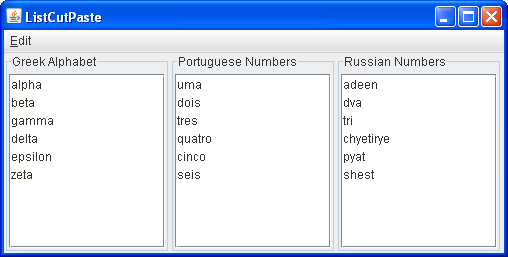 ListCutPaste
Edit
Greek Alphabet
alpha
beta
gamma
delta
epsilon
zeta
Portuguese Numbers
uma
dois
tres
quatro
cinco
seis
Russian Numbers
adeen
dva
tri
chyetirye
pyat
shest